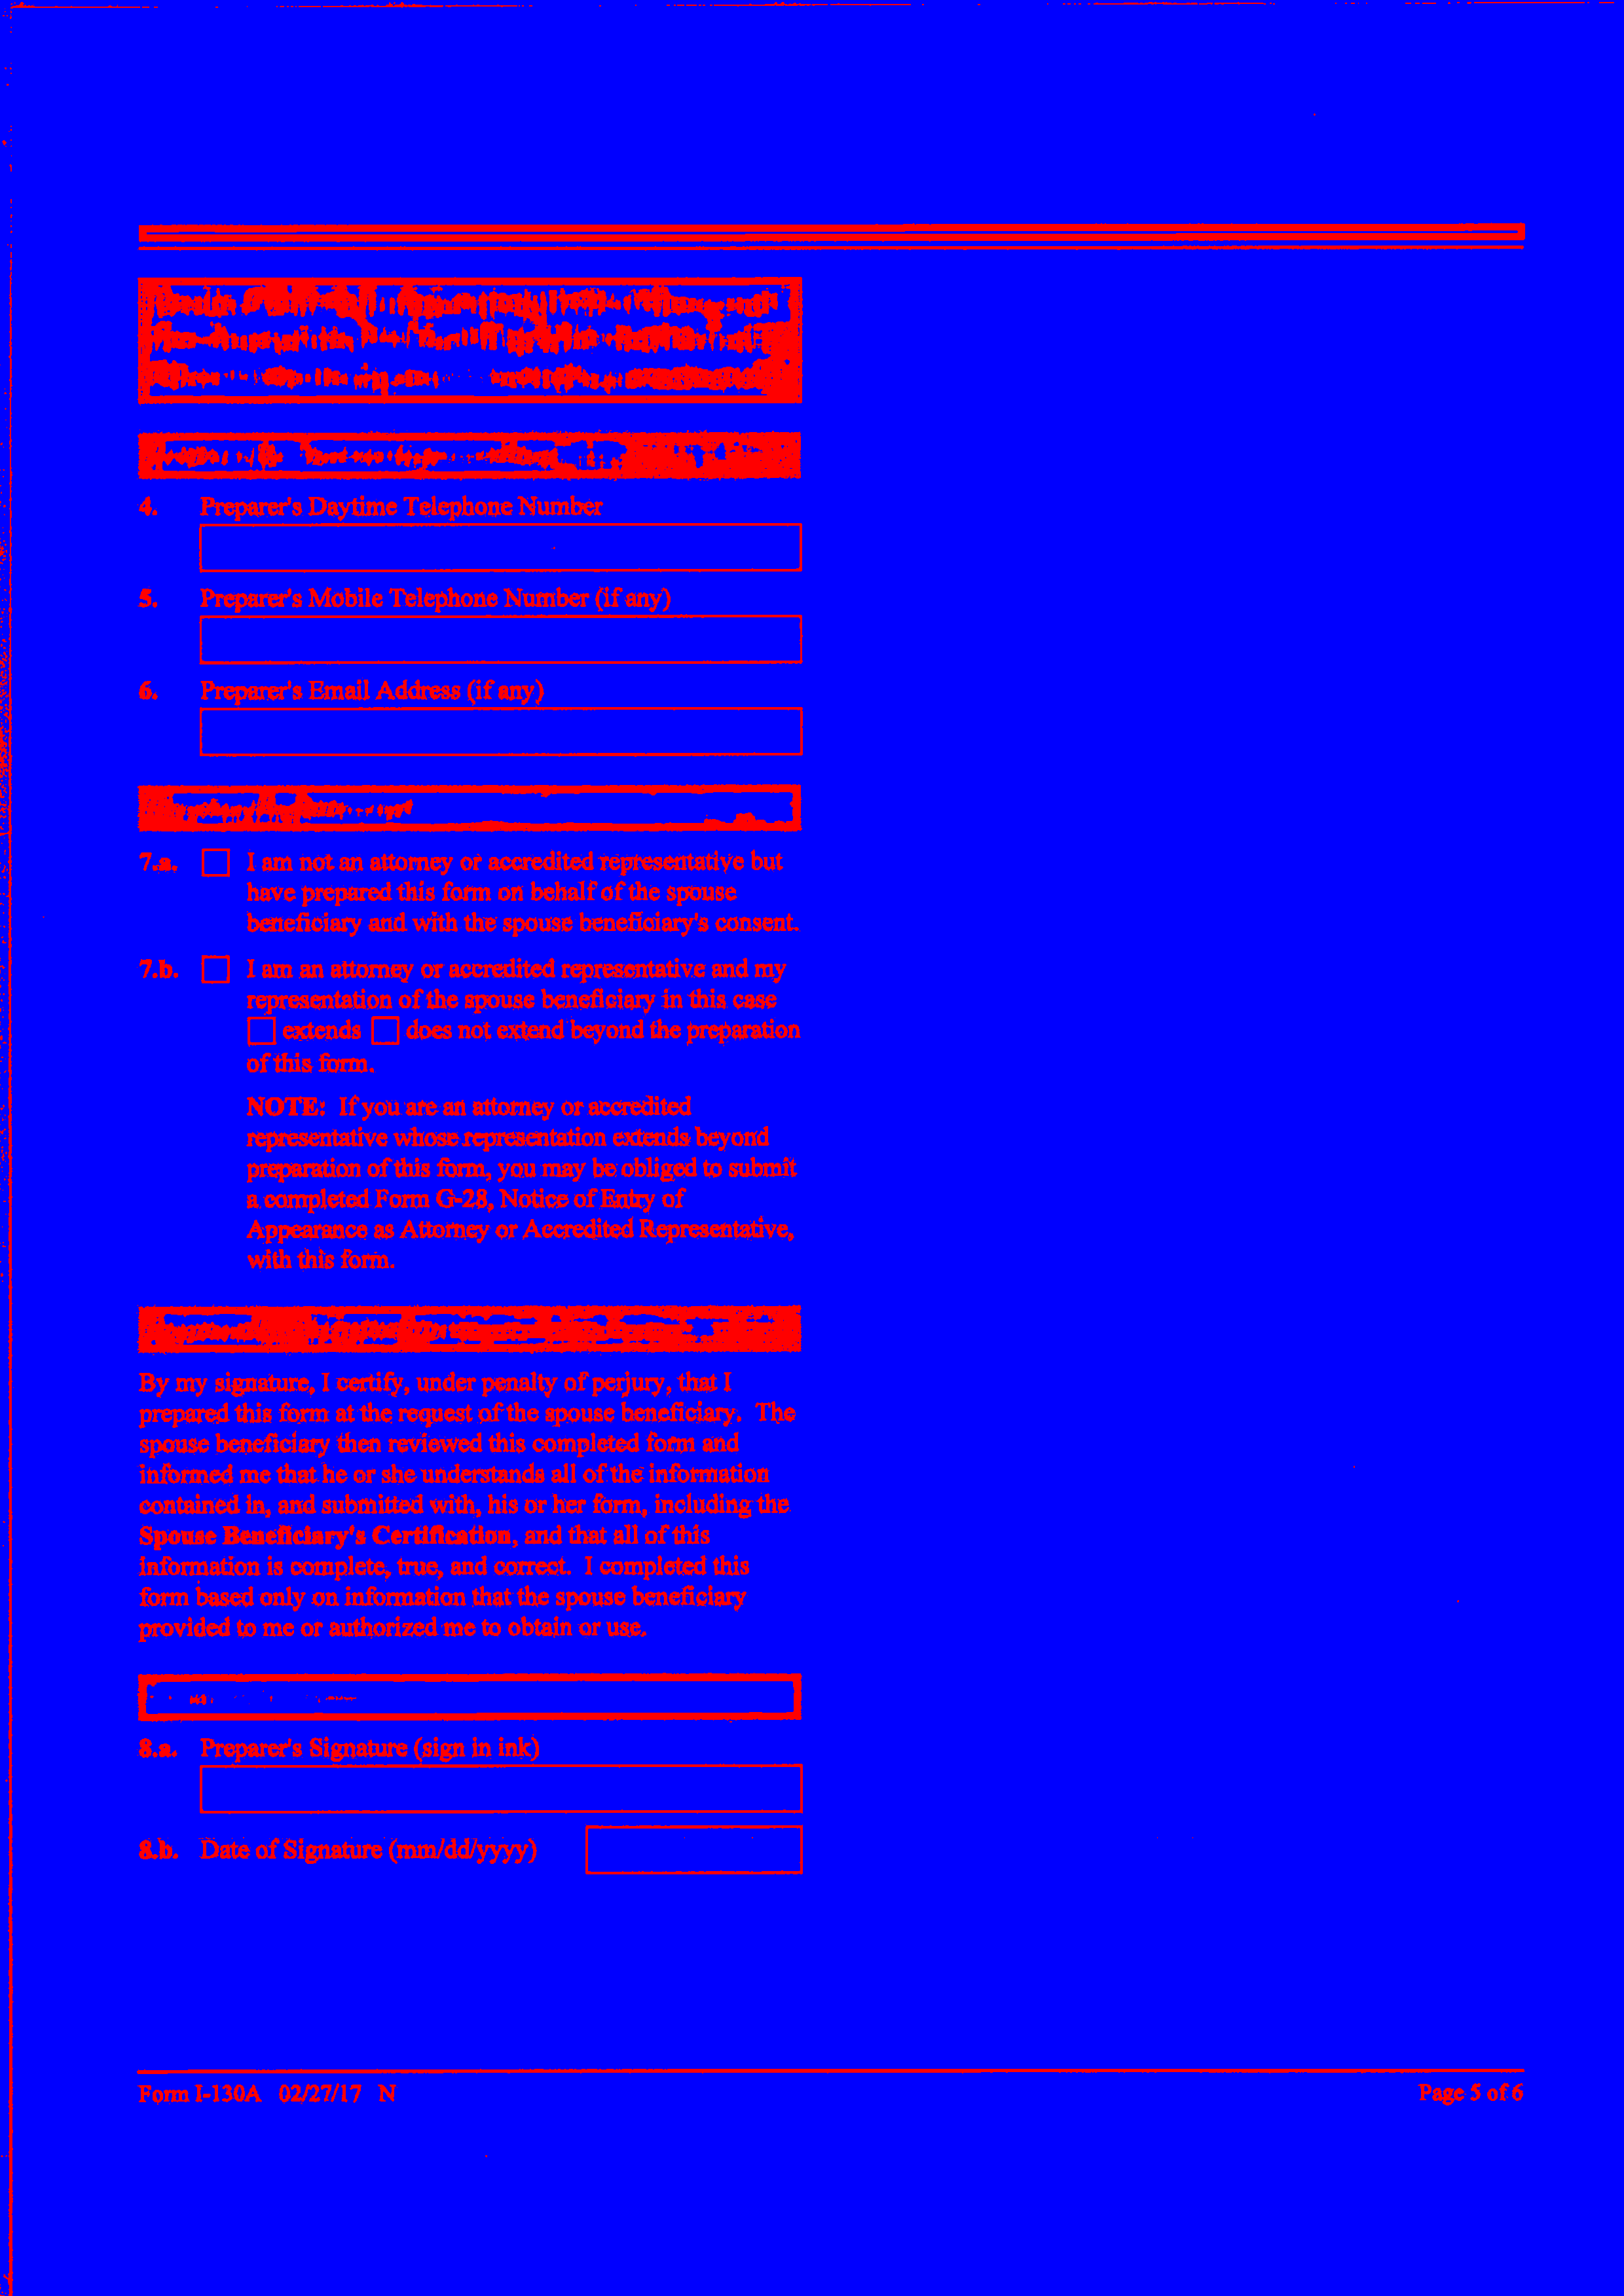 4. Preparer's Daytime Telephone Number
5. Preparer's Mobile Telephone Number (if any)
6. Preparer's Email Address (if any)
7.a. I am not an attorney or accredited representative but
have prepared this form on behalf of the spouse
beneficiary and with the spouse beneficiary's consent.
7.b. I am an attorney or accredited representative and my
representation of the spouse beneficiary in this case
extends does not extend beyond the preparation
of this form.
NOTE: If you are an attorney or accredited
representative whose representation extends beyond
preparation of this form, you may be obliged to submit
a completed Form G-28, Notice of Entry of
Appearance as Attorney or Accredited Representative,
with this form.
By my signature, I certify, under penalty of perjury, that I
prepared this form at the request of the spouse beneficiary. The
spouse beneficiary then reviewed this completed form and
informed me that he or she understands all of the information
contained in, and submitted with, his or her form, including the
Spouse Beneficiary's Certification, and that all of this
information is complete, true, and correct. I completed this
form based only on information that the spouse beneficiary
provided to me or authorized me to obtain or use.
8.a. Preparer's Signature (sign in ink)
8.b. Date of Signature (mm/dd/yyyy)
Form I-130A 02/27/17 N
Page 5 of 6